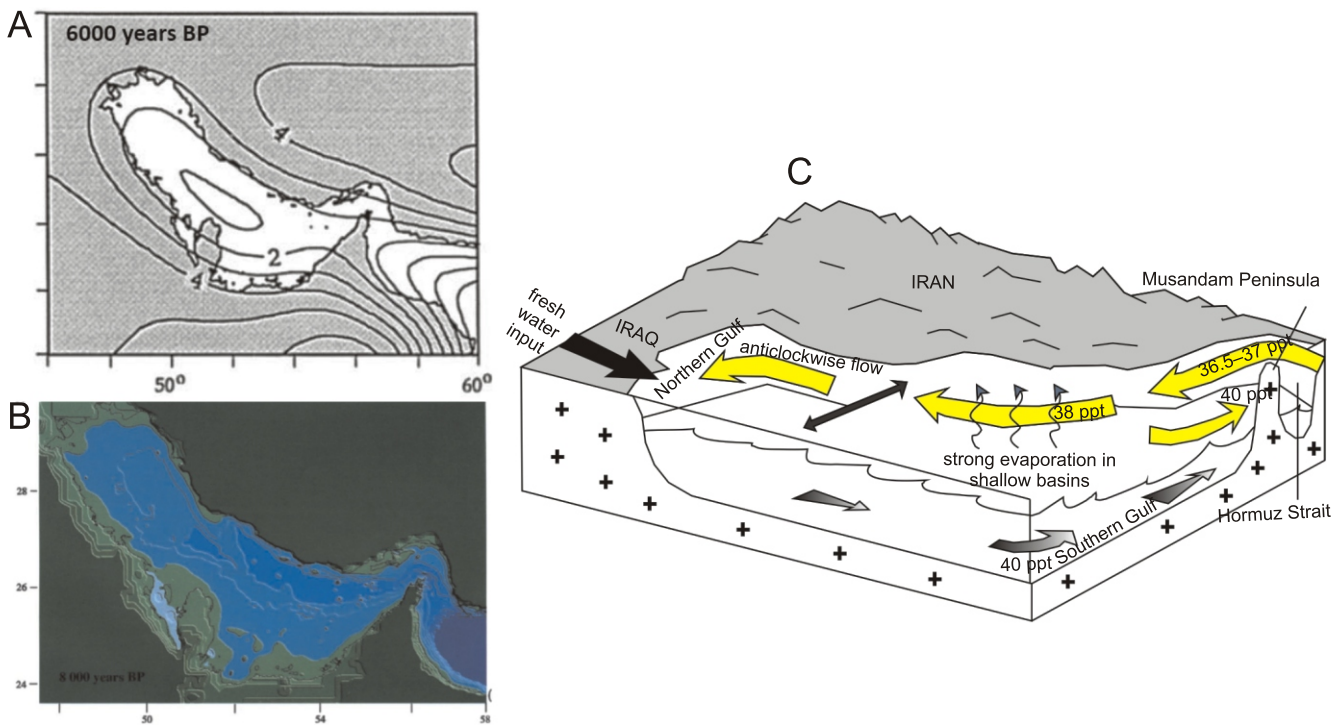 A
6000 years BP
4
2
4
50°
60°
B
28
26
24
8 000 years BP
50
54
58
C
IRAN
Musandam Peninsula
fresh
water
input
IRAQ
Northern Gulf
anticlockwise flow
36.5–37 ppt
40 ppt
38 ppt
strong evaporation in
shallow basins
Hormuz Strait
40 ppt
Southern Gulf